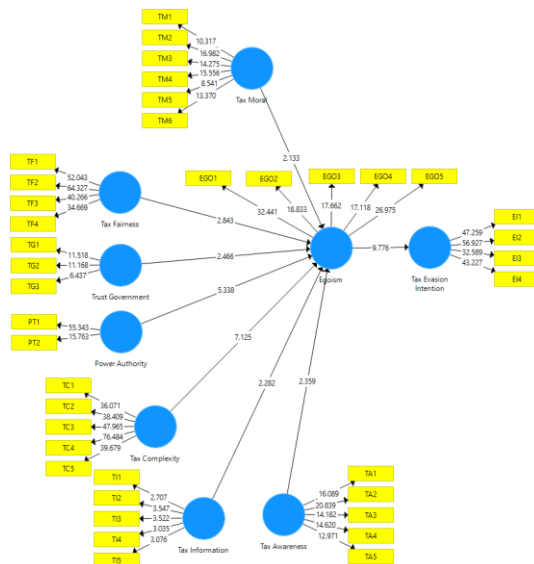 TM1
TM2
TM3
TM4
TM5
TM6
10.317
16.982
14.275
15.556
8.541
13.370
Tax Moral
2.133
TF1
TF2
TF3
TF4
52.043
64.327
40.266
34.669
Tax Fairness
2.843
EGO1
EGO2
EGO3
EGO4
EGO5
32.441
18.833
17.662
17.118
26.975
Egoism
9.776
EI1
EI2
EI3
EI4
47.259
56.927
32.589
43.227
Tax Evasion
Intention
TG1
TG2
TG3
11.518
11.168
6.437
Trust Government
2.466
PT1
PT2
55.343
15.763
Power Authority
5.338
TC1
TC2
TC3
TC4
TC5
36.071
38.409
47.965
76.484
39.679
Tax Complexity
7.125
TI1
TI2
TI3
TI4
TI5
2.707
3.547
3.522
3.035
3.076
Tax Information
2.282
TA1
TA2
TA3
TA4
TA5
16.089
20.839
14.182
14.620
12.971
Tax Awareness
2.359